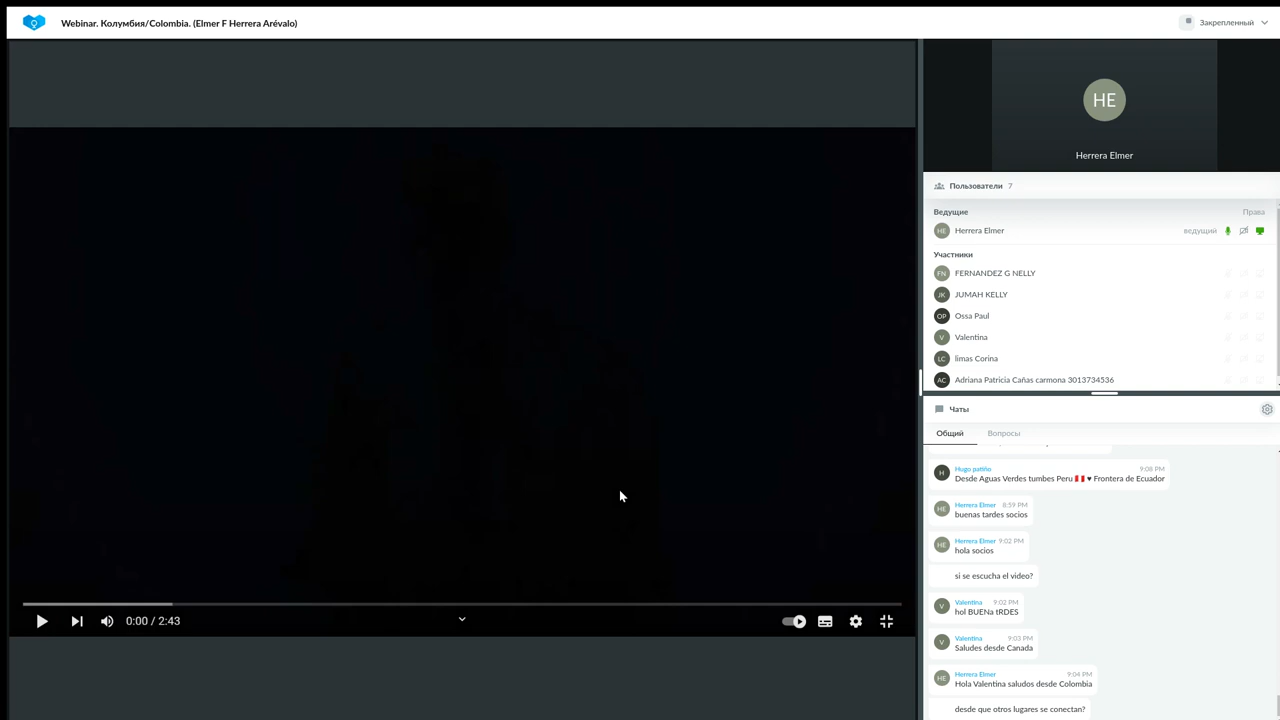 Webinar. Колумбия/Colombia. (Elmer F Herrera Arévalo)
Закрепленный
HE
Herrera Elmer
Пользователи 7
Ведущие Права
HE Herrera Elmer ведущий
Участники
FN FERNANDEZ G NELLY
JK JUMAH KELLY
OP Ossa Paul
V Valentina
LC limas Corina
AC Adriana Patricia Cañas carmona 3013734536
Чаты
Общий Вопросы
H Hugo patiño 9:08 PM
Desde Aguas Verdes tumbes Peru 🇵🇪 ♥ Frontera de Ecuador
HE Herrera Elmer 8:59 PM
buenas tardes socios
HE Herrera Elmer 9:02 PM
hola socios
si se escucha el video?
V Valentina 9:02 PM
hol BUENa tRDES
V Valentina 9:03 PM
Saludes desde Canada
HE Herrera Elmer 9:04 PM
Hola Valentina saludos desde Colombia
desde que otros lugares se conectan?
0:00 / 2:43